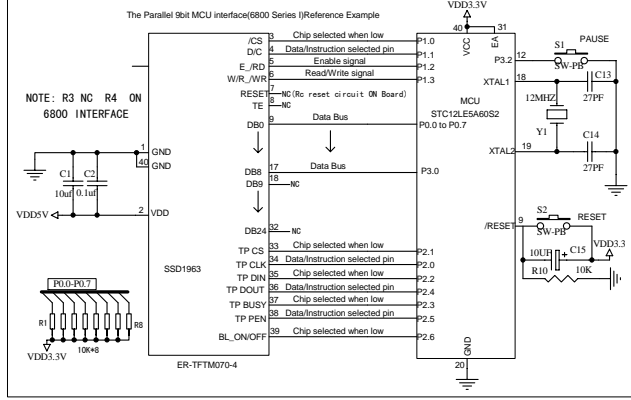 The Parallel 9bit MCU interface(6800 Series I)Reference Example
VDD3.3V
40
31
VCC
EA
/CS 3 Chip selected when low P1.0
D/C 4 Data/Instruction selected pin P1.1
E_/RD 5 Enable signal P1.2
W/R_/WR 6 Read/Write signal P1.3
RESET 7 NC(Rc reset circuit ON Board)
TE 8 NC
DB0 9 Data Bus P0.0 to P0.7
DB8 17 Data Bus P3.0
DB9 18 NC
DB24 32 NC
TP CS 33 Chip selected when low P2.1
TP CLK 34 Data/Instruction selected pin P2.0
TP DIN 35 Chip selected when low P2.2
TP DOUT 36 Data/Instruction selected pin P2.4
TP BUSY 37 Chip selected when low P2.3
TP PEN 38 Data/Instruction selected pin P2.5
BL_ON/OFF 39 Chip selected when low P2.6
NOTE: R3 NC R4 ON
6800 INTERFACE
1 GND
40 GND
C1 C2
10uf 0.1uf
VDD5V
2 VDD
SSD1963
P0.0-P0.7
R1 R8
10K*8
VDD3.3V
ER-TFTM070-4
MCU
STC12LE5A60S2
S1 PAUSE
P3.2 12
SW-PB
XTAL1 18
C13
27PF
12MHZ
Y1
XTAL2 19
C14
27PF
S2 RESET
/RESET 9
SW-PB
VDD3.3
10UF + C15
R10 10K
GND
20